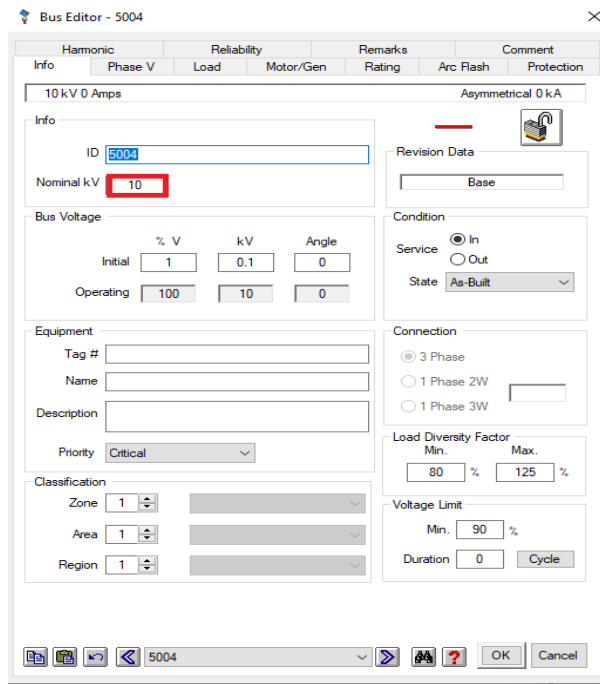 Bus Editor - 5004
Harmonic Reliability Remarks Comment
Info Phase V Load Motor/Gen Rating Arc Flash Protection
10 kV 0 Amps Asymmetrical 0 kA
Info
ID 5004
Nominal kV 10
Revision Data
Base
Bus Voltage
% V kV Angle
Initial 1 0.1 0
Operating 100 10 0
Condition
Service In
Out
State As-Built
Equipment
Tag #
Name
Description
Priority Critical
Connection
3 Phase
1 Phase 2W
1 Phase 3W
Load Diversity Factor
Min. Max.
80 % 125 %
Classification
Zone 1
Area 1
Region 1
Voltage Limit
Min. 90 %
Duration 0 Cycle
5004 ? OK Cancel